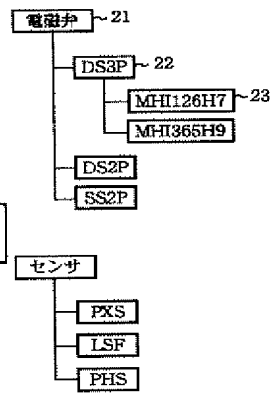 電磁弁 21
DS3P 22
MHI126H7 23
MHI365H9
DS2P
SS2P
センサ
PXS
LSF
PHS